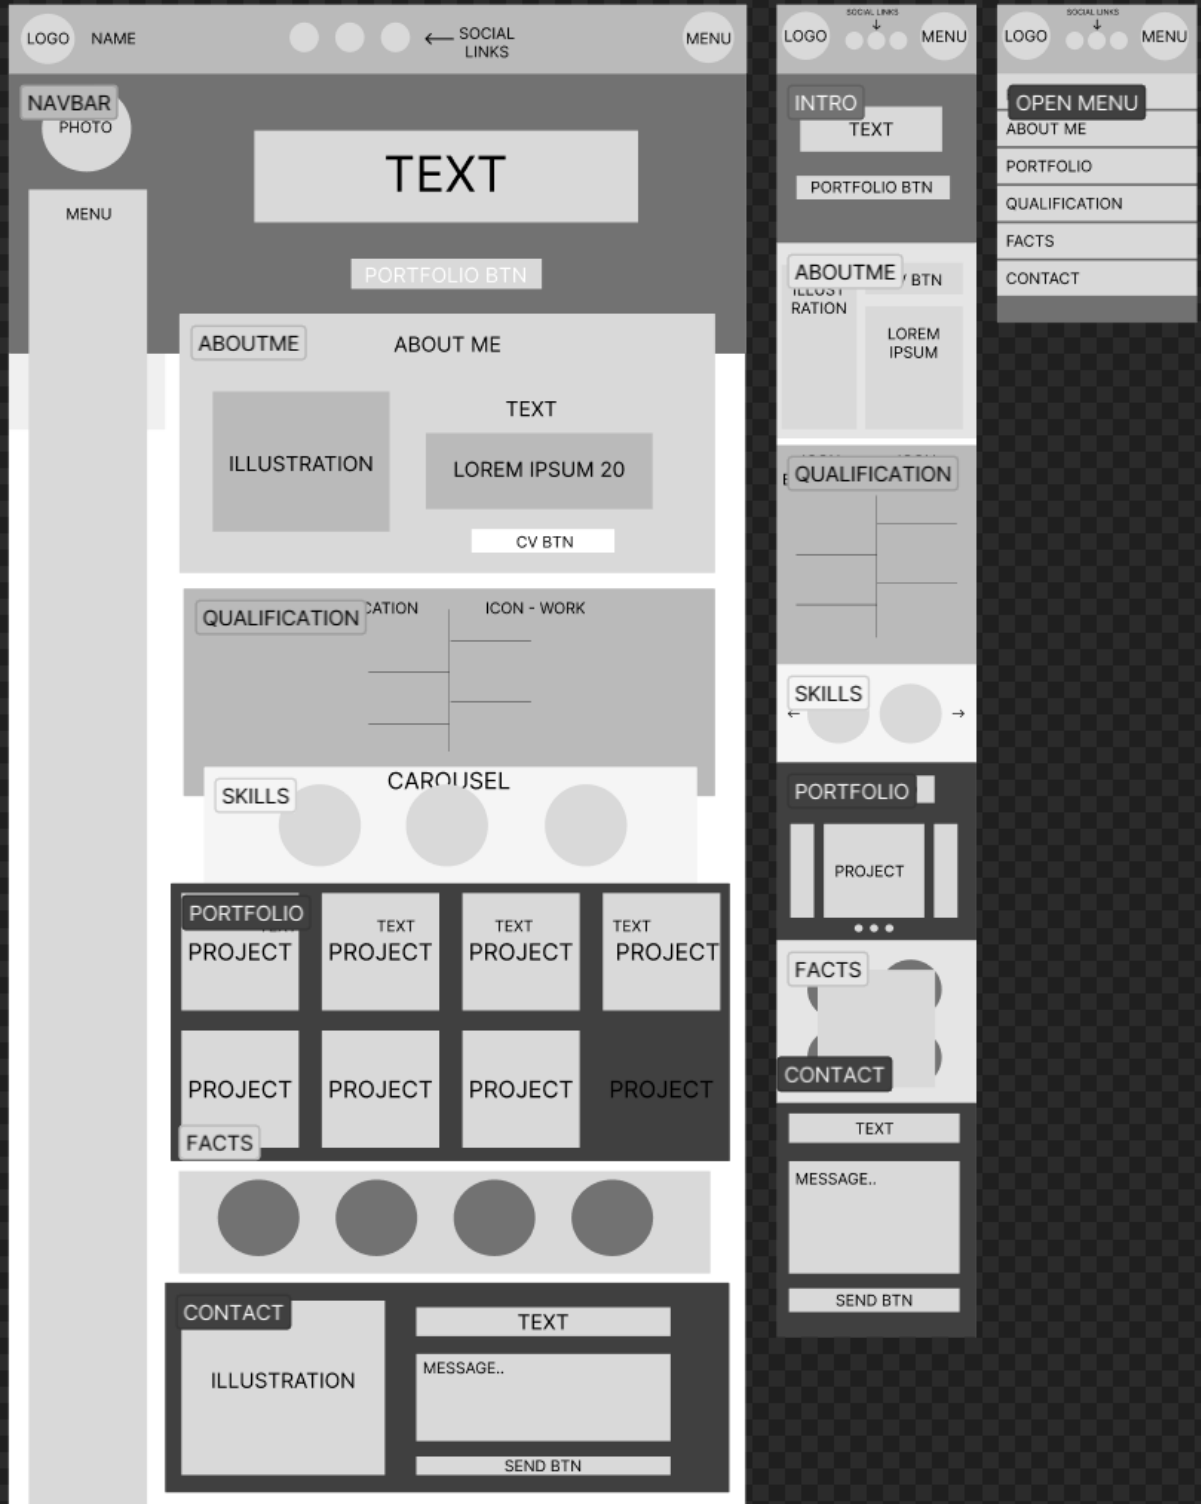 LOGO
NAME
SOCIAL
LINKS
MENU
NAVBAR
PHOTO
MENU
TEXT
PORTFOLIO BTN
ABOUTME
ABOUT ME
ILLUSTRATION
TEXT
LOREM IPSUM 20
CV BTN
QUALIFICATION
CATION
ICON - WORK
CAROUSEL
SKILLS
PORTFOLIO
TEXT
TEXT
TEXT
PROJECT
PROJECT
PROJECT
PROJECT
PROJECT
PROJECT
PROJECT
PROJECT
FACTS
CONTACT
ILLUSTRATION
TEXT
MESSAGE..
SEND BTN
SOCIAL LINKS
LOGO
MENU
INTRO
TEXT
PORTFOLIO BTN
ABOUTME
BTN
RATION
LOREM
IPSUM
QUALIFICATION
SKILLS
PORTFOLIO
PROJECT
FACTS
CONTACT
TEXT
MESSAGE..
SEND BTN
SOCIAL LINKS
LOGO
MENU
OPEN MENU
ABOUT ME
PORTFOLIO
QUALIFICATION
FACTS
CONTACT